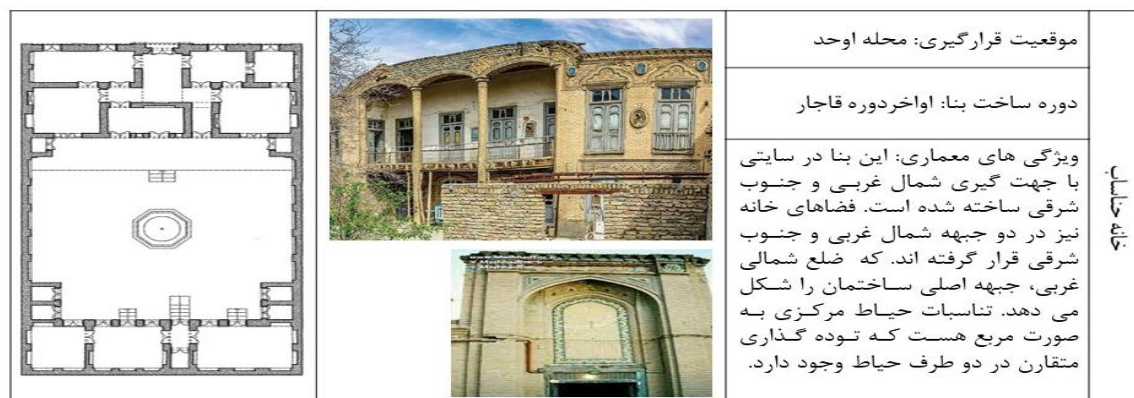 خانه حناساب
موقعیت قرارگیری: محله اوحد
دوره ساخت بنا: اواخردوره قاجار
ویژگی های معماری: این بنا در سایتی
با جهت گیری شمال غربی و جنوب
شرقی ساخته شده است. فضاهای خانه
نیز در دو جبهه شمال غربی و جنوب
شرقی قرار گرفته اند. که ضلع شمالی
غربی، جبهه اصلی ساختمان را شکل
می دهد. تناسبات حیاط مرکزی به
صورت مربع هست که توده گذاری
متقارن در دو طرف حیاط وجود دارد.